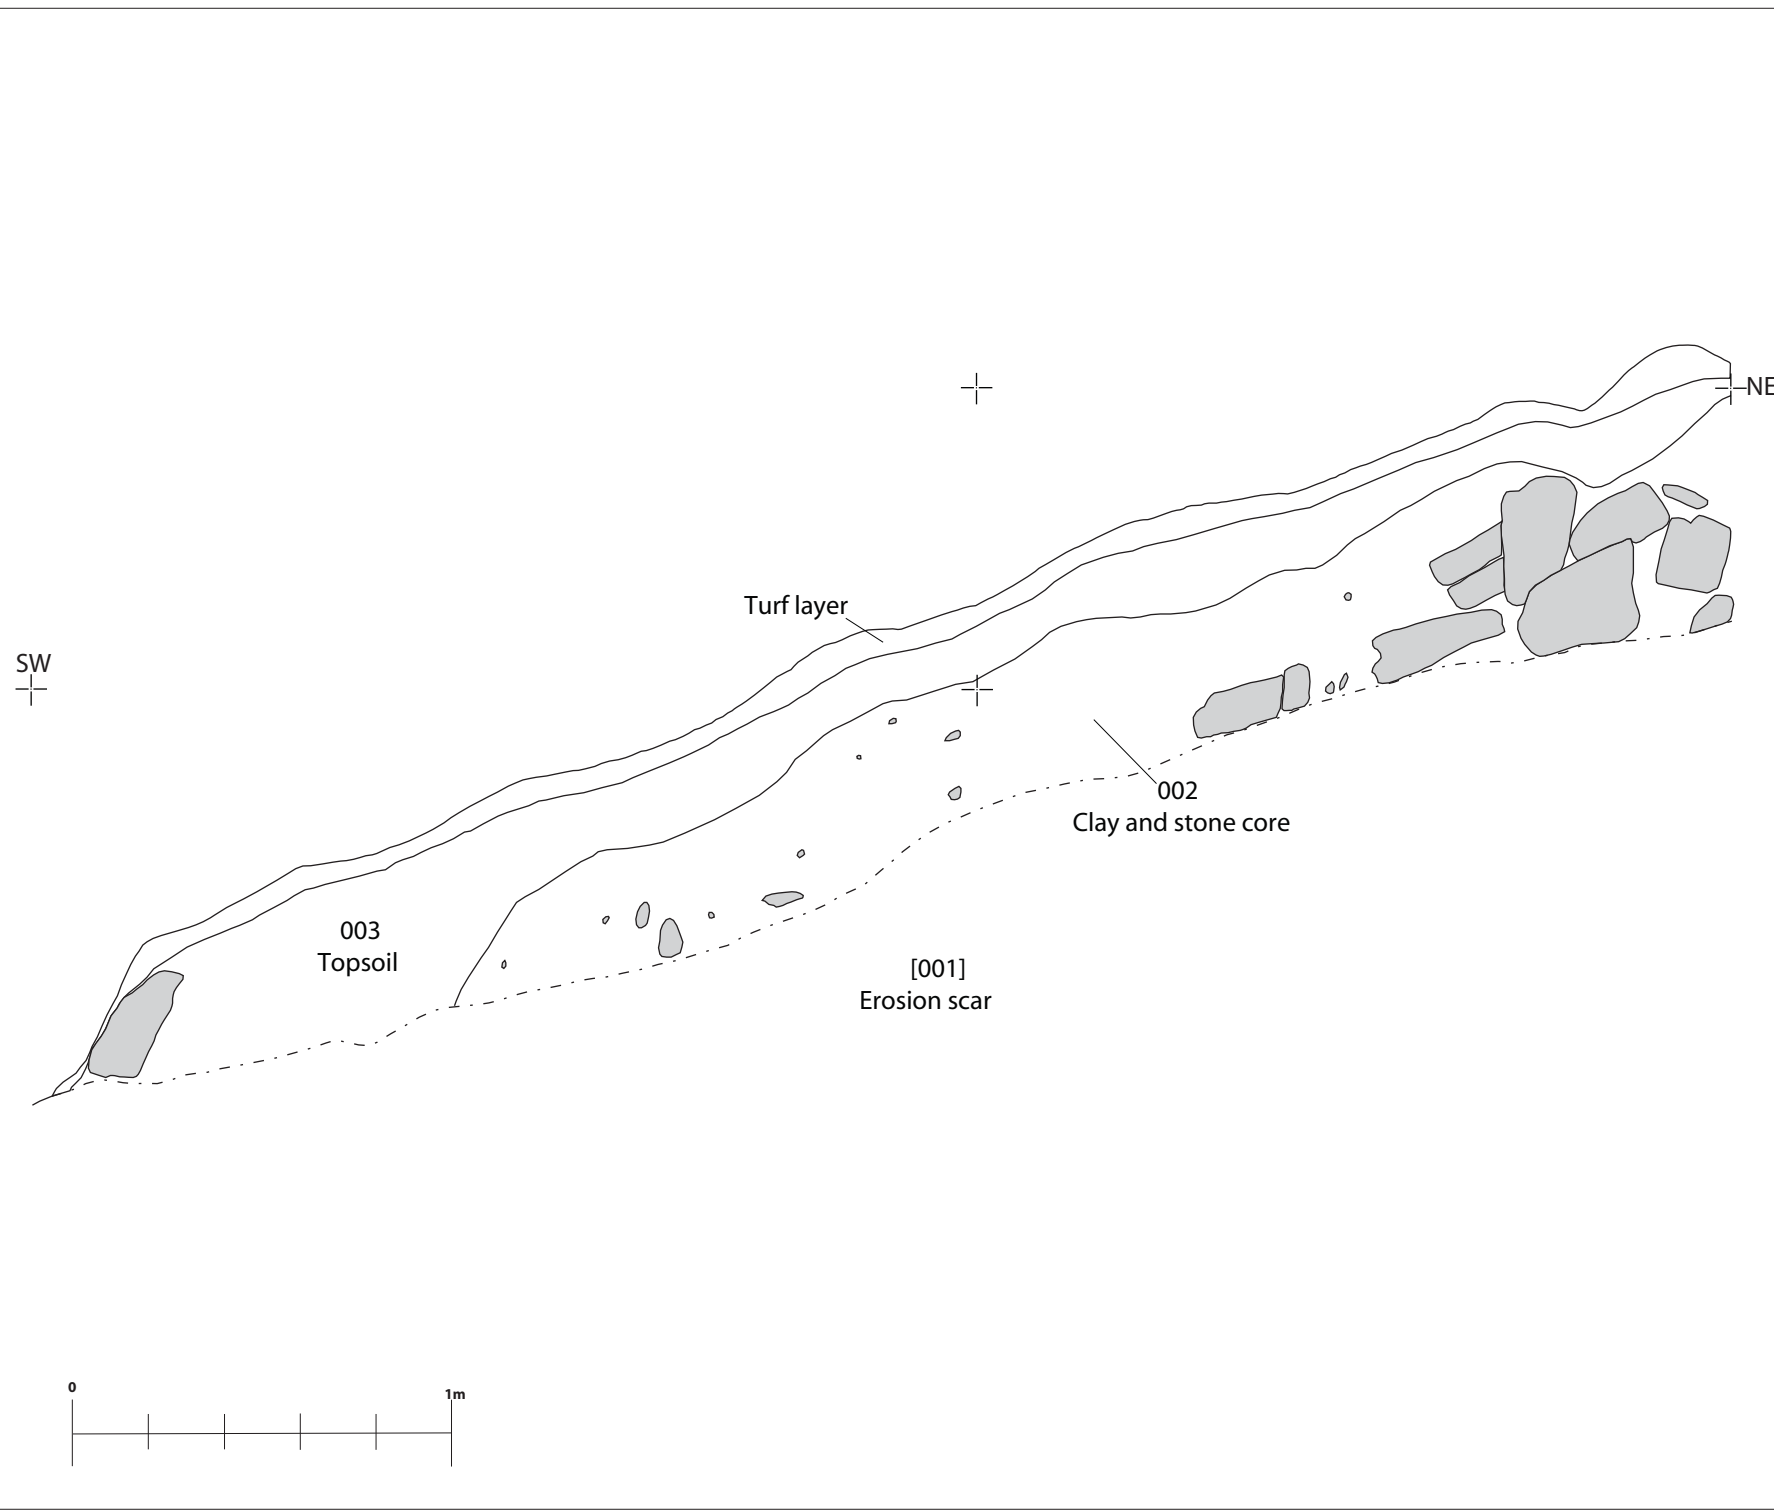 NE
Turf layer
SW
002
Clay and stone core
003
Topsoil
[001]
Erosion scar
0
1m